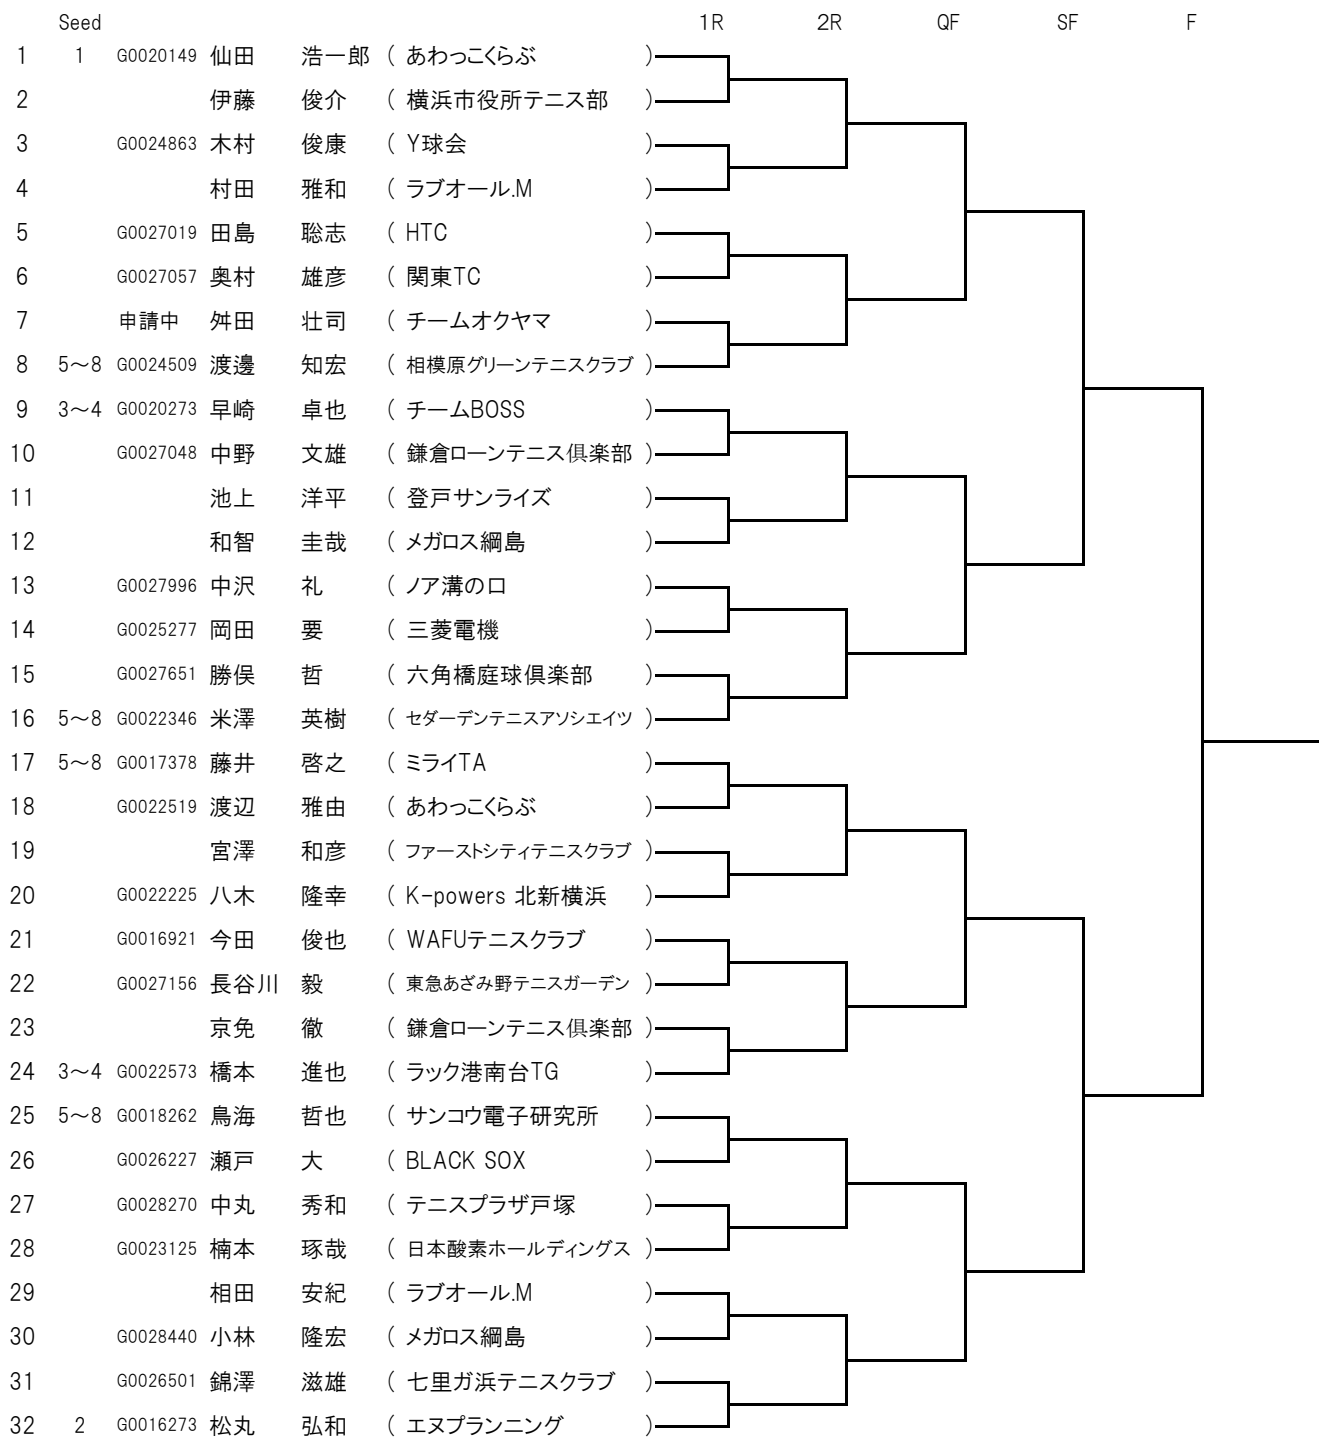 Seed 1R 2R QF SF F
1 1 G0020149 仙田 浩一郎 ( あわっこくらぶ )
2 伊藤 俊介 ( 横浜市役所テニス部 )
3 G0024863 木村 俊康 ( Y球会 )
4 村田 雅和 ( ラブオール.M )
5 G0027019 田島 聡志 ( HTC )
6 G0027057 奥村 雄彦 ( 関東TC )
7 申請中 舛田 壮司 ( チームオクヤマ )
8 5～8 G0024509 渡邊 知宏 ( 相模原グリーンテニスクラブ )
9 3～4 G0020273 早崎 卓也 ( チームBOSS )
10 G0027048 中野 文雄 ( 鎌倉ローンテニス倶楽部 )
11 池上 洋平 ( 登戸サンライズ )
12 和智 圭哉 ( メガロス綱島 )
13 G0027996 中沢 礼 ( ノア溝の口 )
14 G0025277 岡田 要 ( 三菱電機 )
15 G0027651 勝俣 哲 ( 六角橋庭球倶楽部 )
16 5～8 G0022346 米澤 英樹 ( セダーデンテニスアソシエイツ )
17 5～8 G0017378 藤井 啓之 ( ミライTA )
18 G0022519 渡辺 雅由 ( あわっこくらぶ )
19 宮澤 和彦 ( ファーストシティテニスクラブ )
20 G0022225 八木 隆幸 ( K-powers 北新横浜 )
21 G0016921 今田 俊也 ( WAFUテニスクラブ )
22 G0027156 長谷川 毅 ( 東急あざみ野テニスガーデン )
23 京免 徹 ( 鎌倉ローンテニス倶楽部 )
24 3～4 G0022573 橋本 進也 ( ラック港南台TG )
25 5～8 G0018262 鳥海 哲也 ( サンコウ電子研究所 )
26 G0026227 瀬戸 大 ( BLACK SOX )
27 G0028270 中丸 秀和 ( テニスプラザ戸塚 )
28 G0023125 楠本 琢哉 ( 日本酸素ホールディングス )
29 相田 安紀 ( ラブオール.M )
30 G0028440 小林 隆宏 ( メガロス綱島 )
31 G0026501 錦澤 滋雄 ( 七里ガ浜テニスクラブ )
32 2 G0016273 松丸 弘和 ( エヌプランニング )